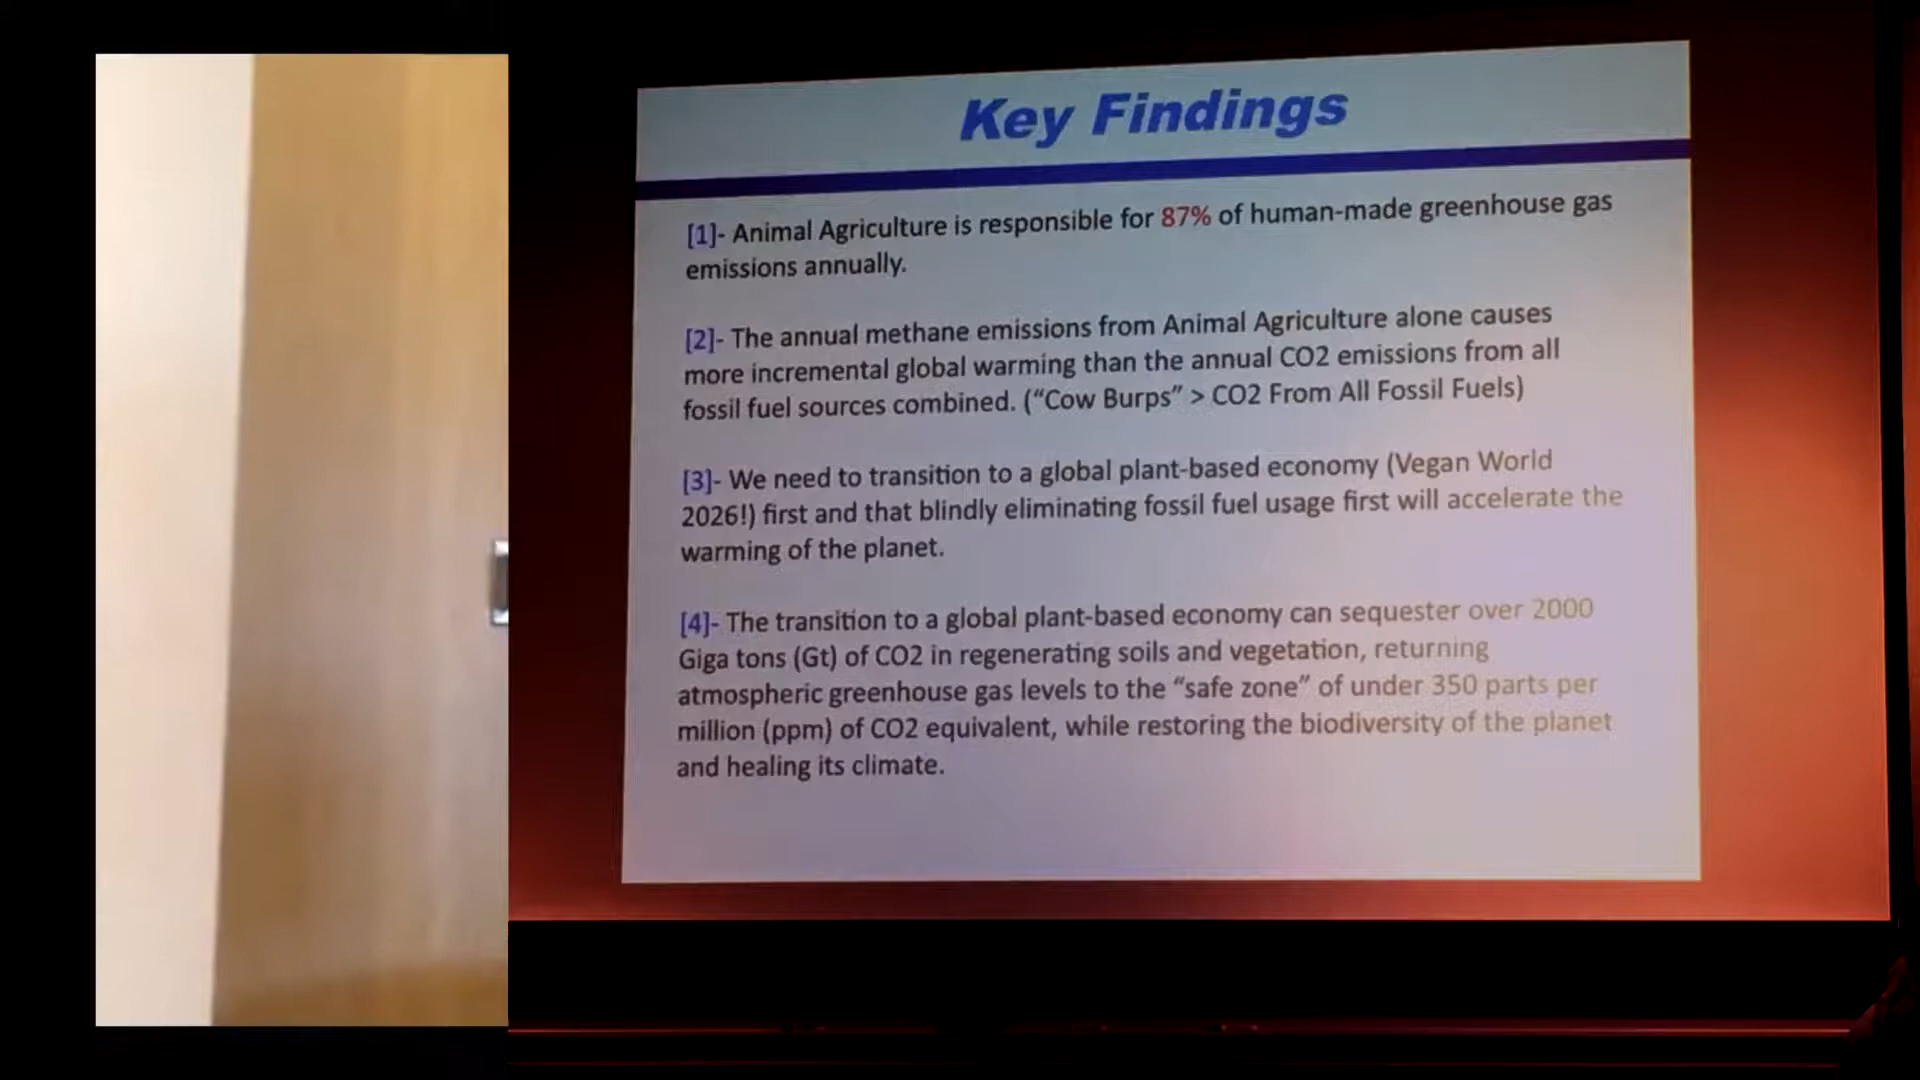 Key Findings
[1]- Animal Agriculture is responsible for 87% of human-made greenhouse gas
emissions annually.
[2]- The annual methane emissions from Animal Agriculture alone causes
more incremental global warming than the annual CO2 emissions from all
fossil fuel sources combined. (“Cow Burps” > CO2 From All Fossil Fuels)
[3]- We need to transition to a global plant-based economy (Vegan World
2026!) first and that blindly eliminating fossil fuel usage first will accelerate the
warming of the planet.
[4]- The transition to a global plant-based economy can sequester over 2000
Giga tons (Gt) of CO2 in regenerating soils and vegetation, returning
atmospheric greenhouse gas levels to the “safe zone” of under 350 parts per
million (ppm) of CO2 equivalent, while restoring the biodiversity of the planet
and healing its climate.